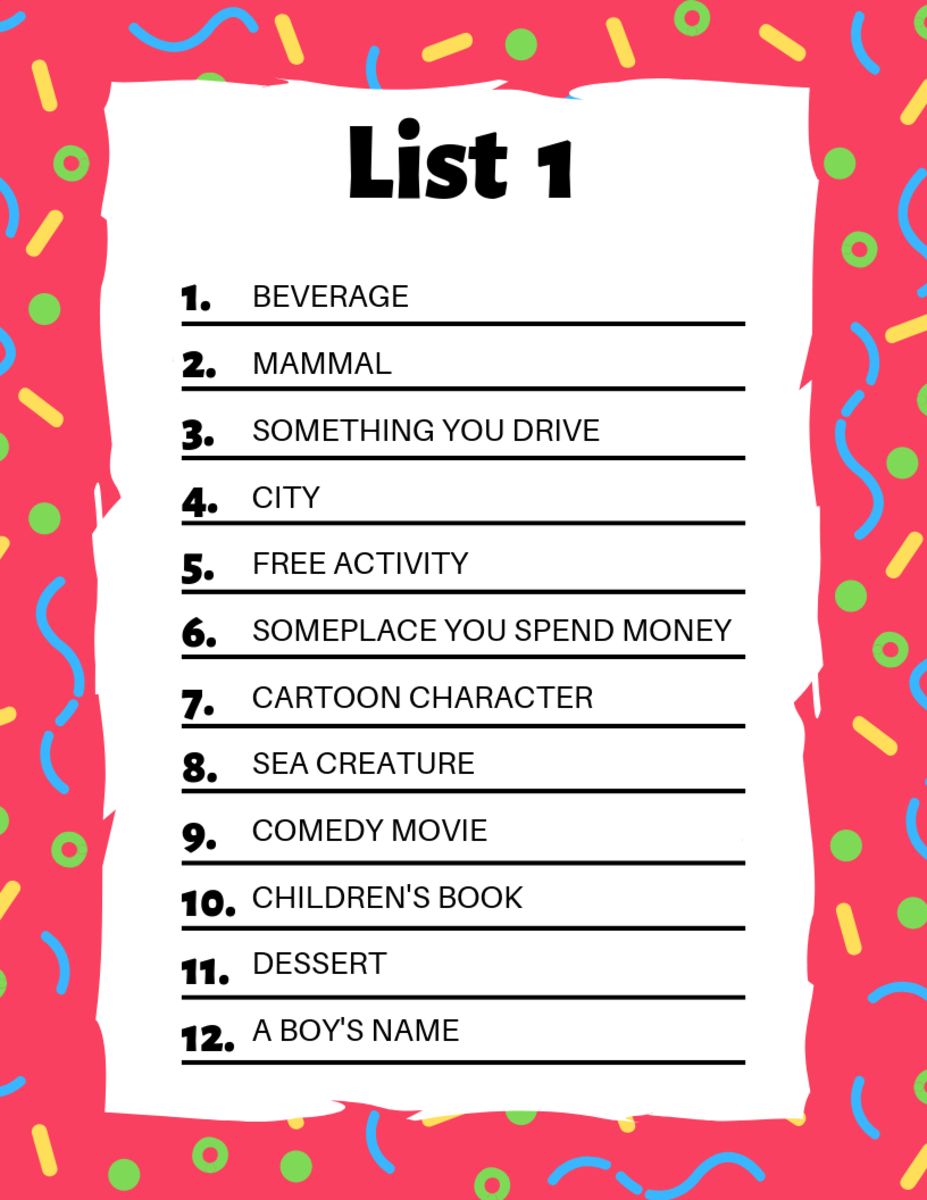 List 1
1. BEVERAGE
2. MAMMAL
3. SOMETHING YOU DRIVE
4. CITY
5. FREE ACTIVITY
6. SOMEPLACE YOU SPEND MONEY
7. CARTOON CHARACTER
8. SEA CREATURE
9. COMEDY MOVIE
10. CHILDREN'S BOOK
11. DESSERT
12. A BOY'S NAME